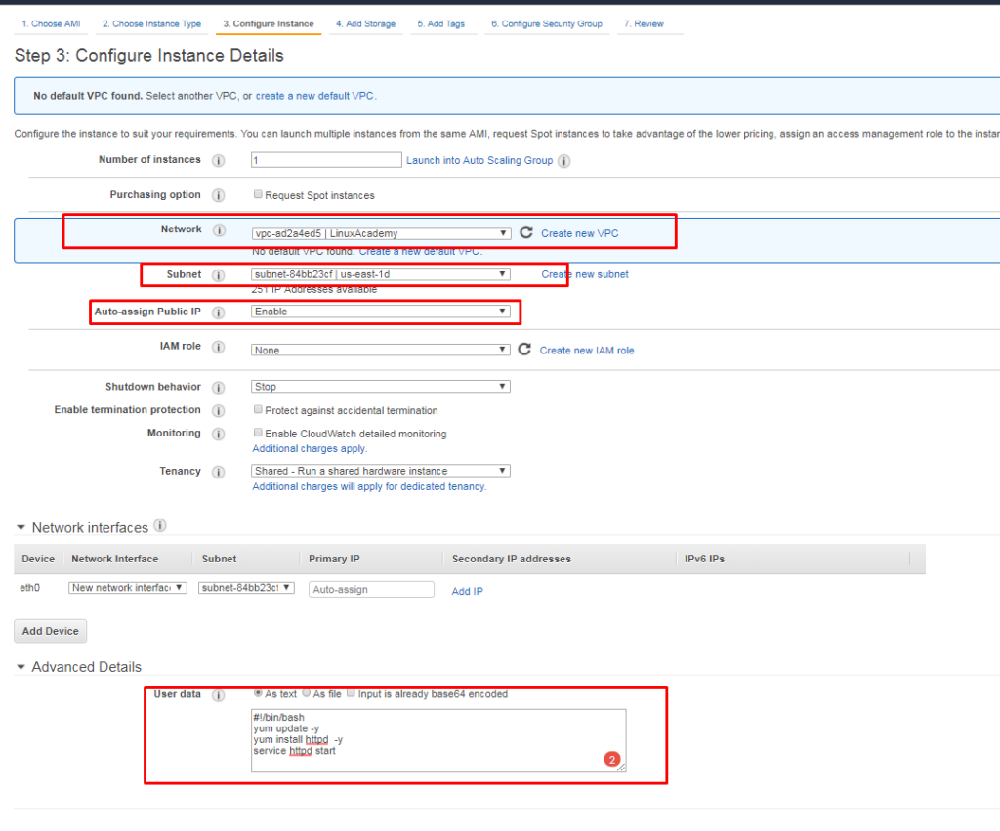 1. Choose AMI 2. Choose Instance Type 3. Configure Instance 4. Add Storage 5. Add Tags 6. Configure Security Group 7. Review
Step 3: Configure Instance Details
No default VPC found. Select another VPC, or create a new default VPC.
Configure the instance to suit your requirements. You can launch multiple instances from the same AMI, request Spot instances to take advantage of the lower pricing, assign an access management role to the instan
Number of instances i 1 Launch into Auto Scaling Group i
Purchasing option i Request Spot instances
Network i vpc-ad2a4ed5 | LinuxAcademy Create new VPC
No default VPC found. Create a new default VPC.
Subnet i subnet-84bb23cf | us-east-1d Create new subnet
251 IP Addresses available
Auto-assign Public IP i Enable
IAM role i None Create new IAM role
Shutdown behavior i Stop
Enable termination protection i Protect against accidental termination
Monitoring i Enable CloudWatch detailed monitoring
Additional charges apply.
Tenancy i Shared - Run a shared hardware instance
Additional charges will apply for dedicated tenancy.
Network interfaces i
Device Network Interface Subnet Primary IP Secondary IP addresses IPv6 IPs
eth0 New network interfac subnet-84bb23cf Auto-assign Add IP
Add Device
Advanced Details
User data i As text As file Input is already base64 encoded
#!/bin/bash
yum update -y
yum install httpd -y
service httpd start
2